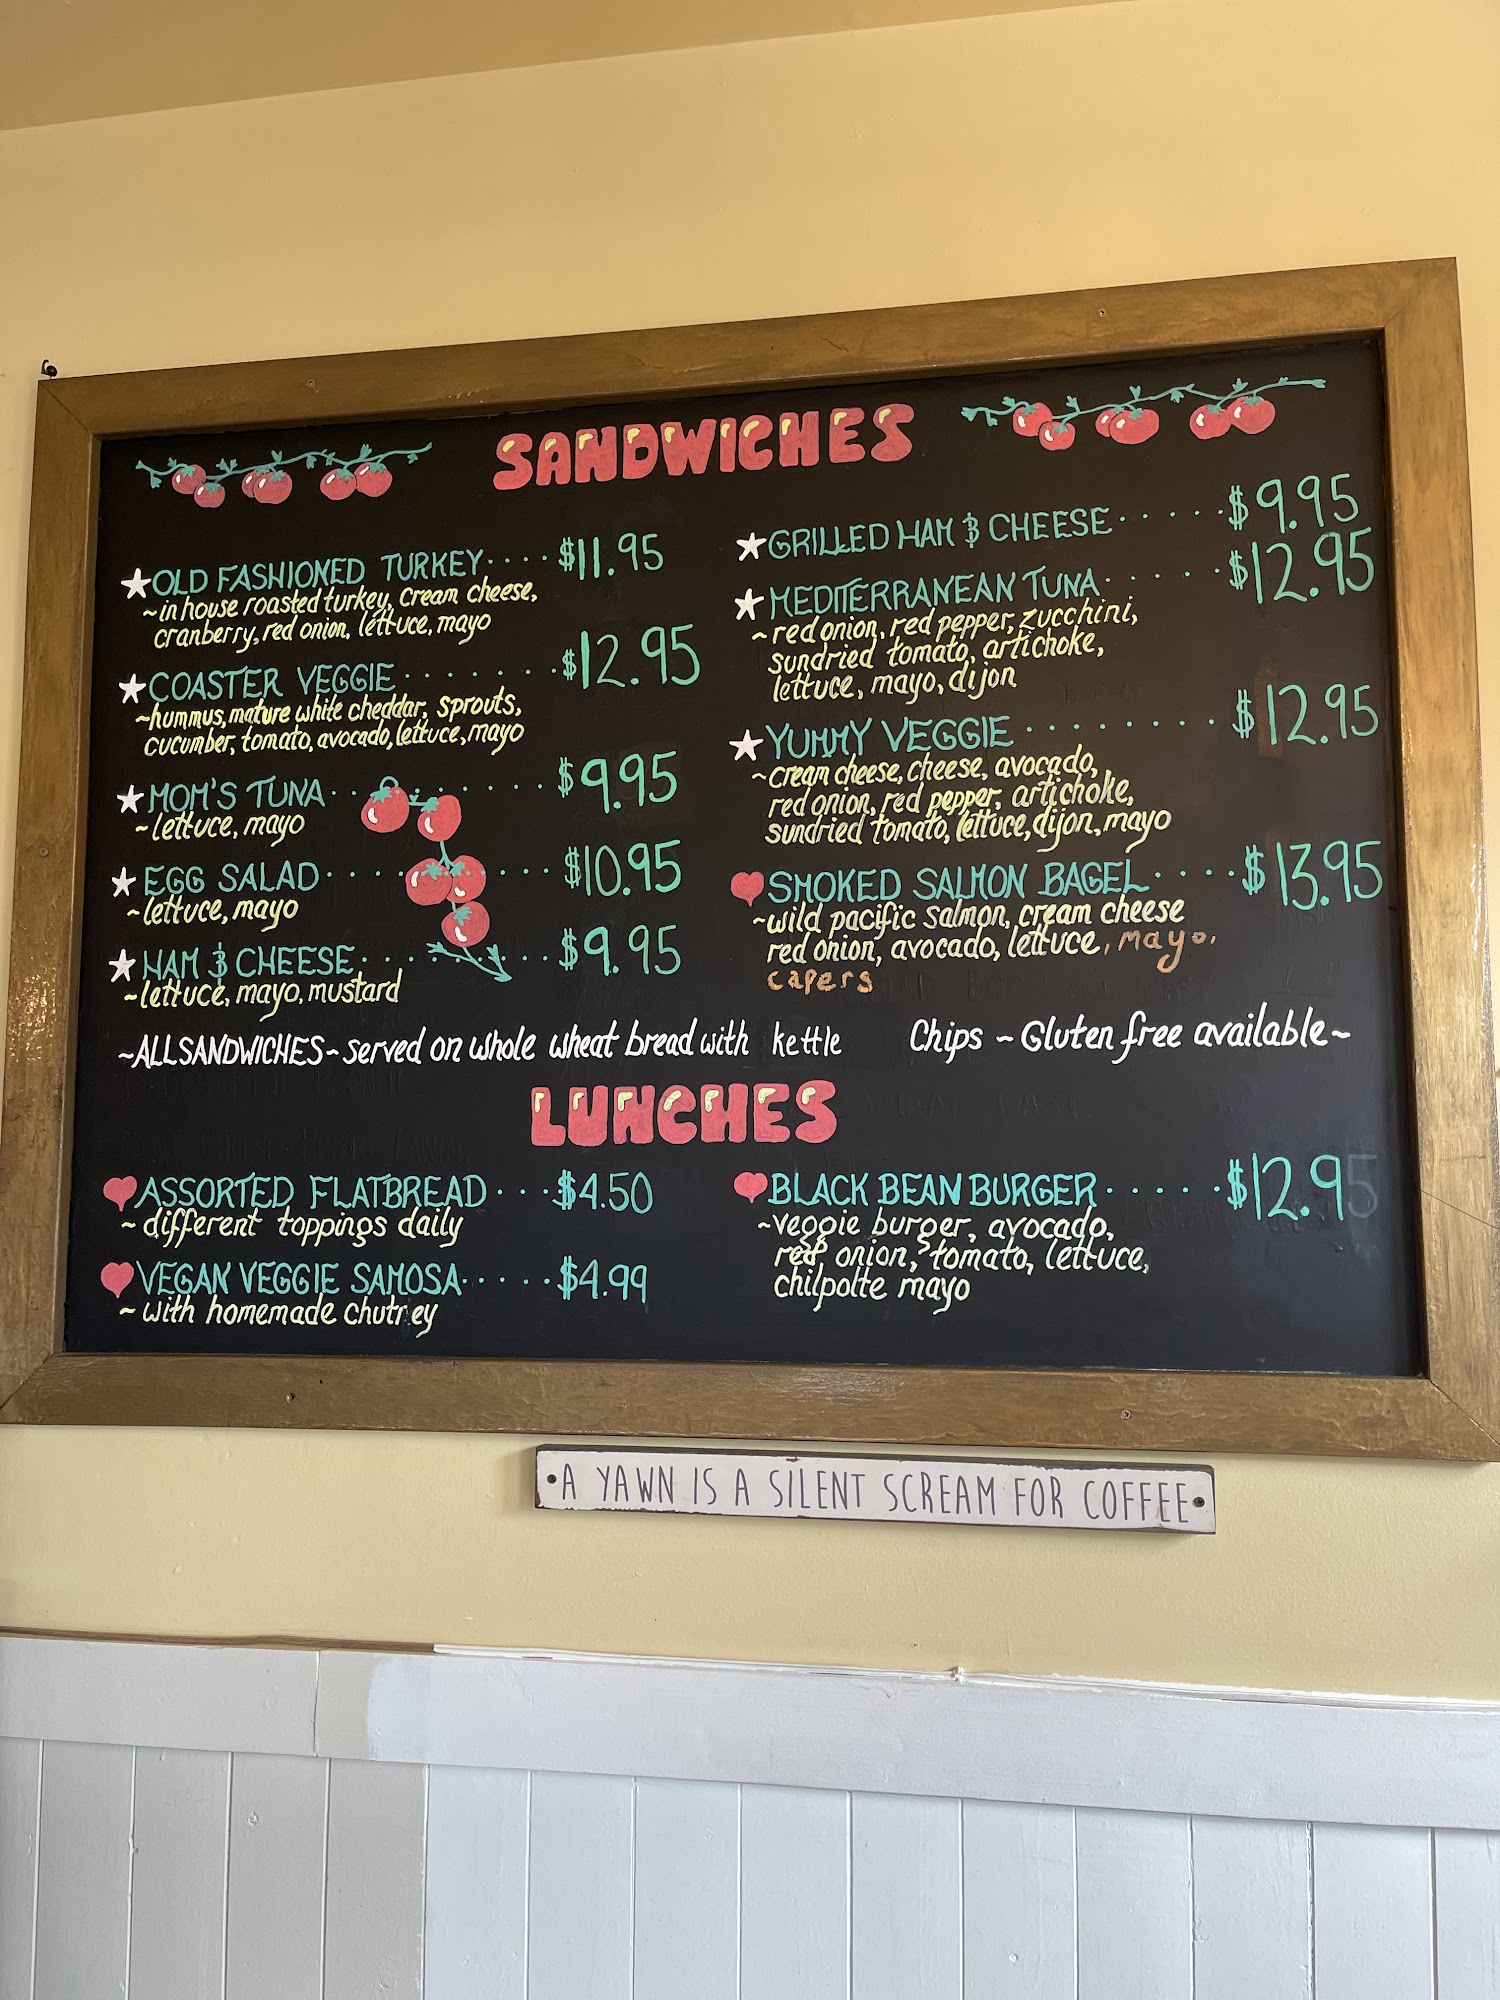 SANDWICHES
OLD FASHIONED TURKEY.... $11.95
~in house roasted turkey, cream cheese,
cranberry, red onion, lettuce, mayo
COASTER VEGGIE........$12.95
~hummus, mature white cheddar, sprouts,
cucumber, tomato, avocado, lettuce, mayo
MOM'S TUNA.......... $9.95
~lettuce, mayo
EGG SALAD.......... $10.95
~lettuce, mayo
HAM & CHEESE.......... $9.95
~lettuce, mayo, mustard
GRILLED HAM & CHEESE..... $9.95
MEDITERRANEAN TUNA..... $12.95
~red onion, red pepper, zucchini,
sundried tomato, artichoke,
lettuce, mayo, dijon
YUMMY VEGGIE........ $12.95
~cream cheese, cheese, avocado,
red onion, red pepper, artichoke,
sundried tomato, lettuce, dijon, mayo
SMOKED SALMON BAGEL.... $13.95
~wild pacific salmon, cream cheese
red onion, avocado, lettuce, mayo,
capers
~ALL SANDWICHES~ served on whole wheat bread with kettle Chips ~ Gluten free available~
LUNCHES
ASSORTED FLATBREAD...$4.50
~different toppings daily
VEGAN VEGGIE SAMOSA.....$4.99
~with homemade chutney
BLACK BEAN BURGER.....$12.95
~veggie burger, avocado,
red onion, tomato, lettuce,
chilpolte mayo
A YAWN IS A SILENT SCREAM FOR COFFEE